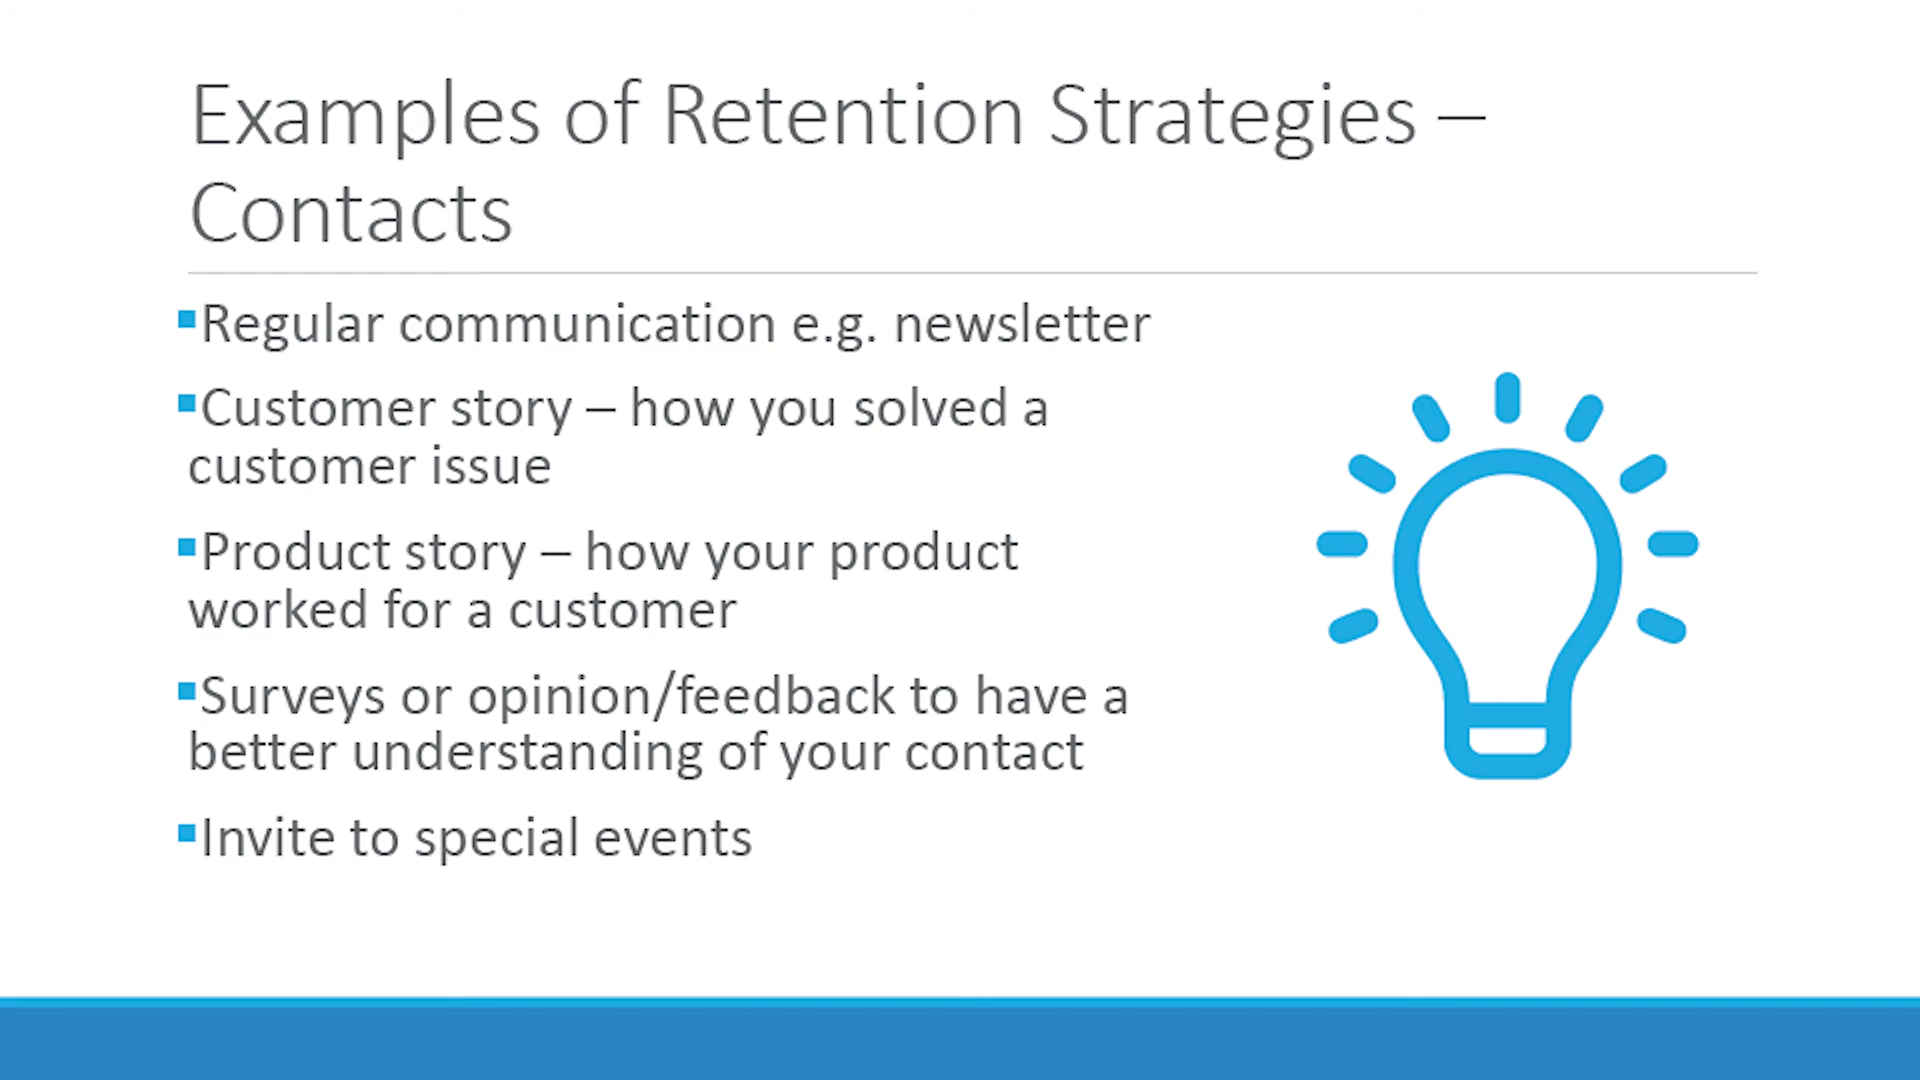 Examples of Retention Strategies –
Contacts
▪Regular communication e.g. newsletter
▪Customer story – how you solved a
customer issue
▪Product story – how your product
worked for a customer
▪Surveys or opinion/feedback to have a
better understanding of your contact
▪Invite to special events